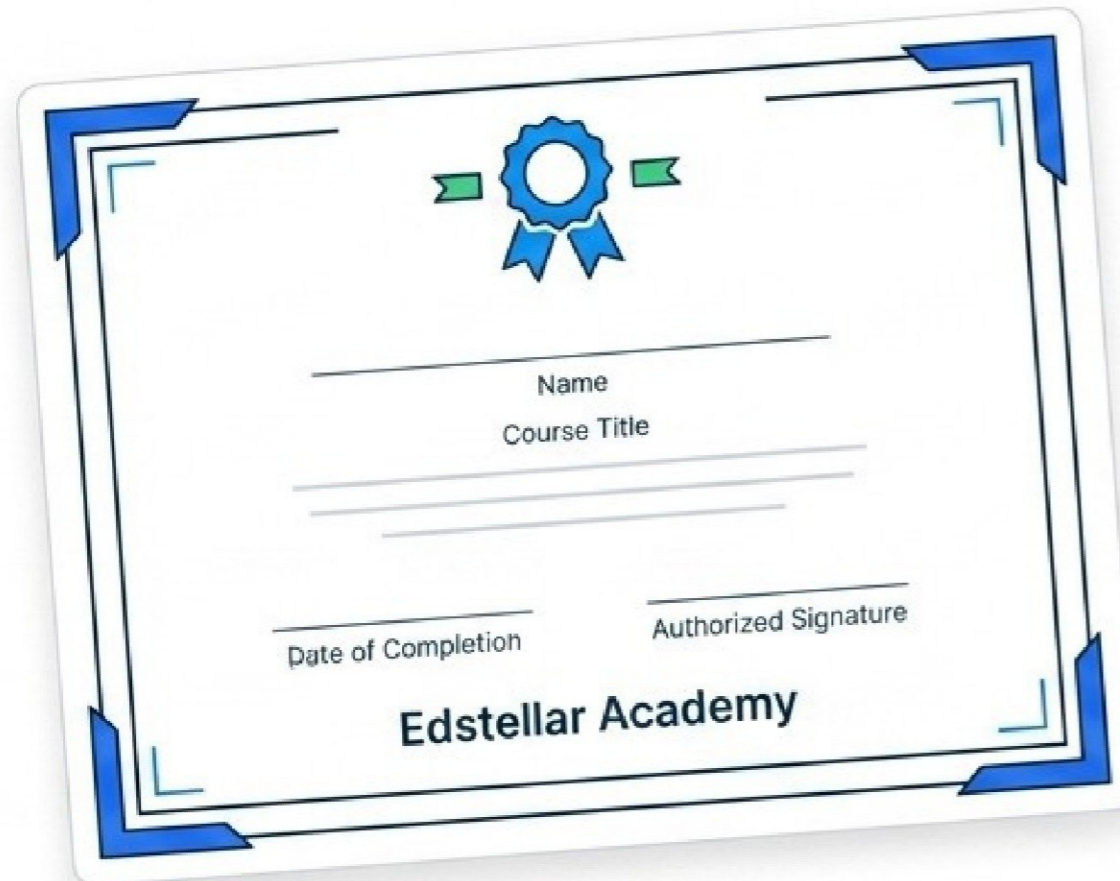 Name
Course Title
Date of Completion
Authorized Signature
Edstellar Academy